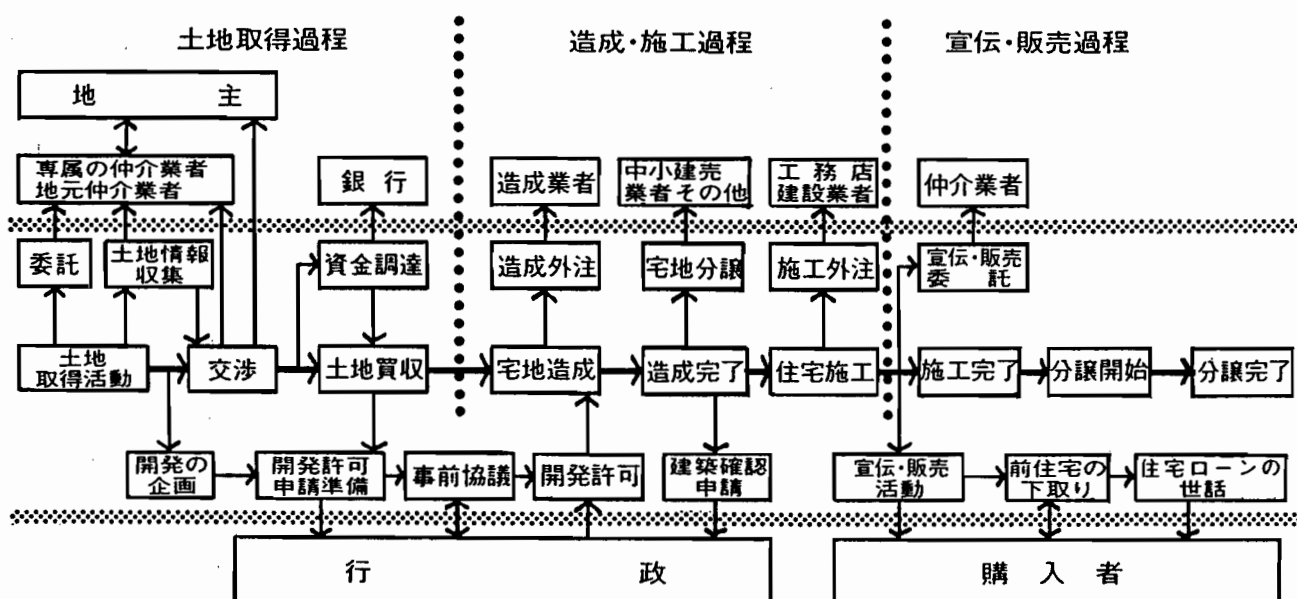 土地取得過程
造成・施工過程
宣伝・販売過程
地主
専属の仲介業者
地元仲介業者
銀行
造成業者
中小建売
業者その他
工務店
建設業者
仲介業者
委託
土地情報
収集
資金調達
造成外注
宅地分譲
施工外注
宣伝・販売
委託
土地
取得活動
交渉
土地買収
宅地造成
造成完了
住宅施工
施工完了
分譲開始
分譲完了
開発の
企画
開発許可
申請準備
事前協議
開発許可
建築確認
申請
宣伝・販売
活動
前住宅の
下取り
住宅ローンの
世話
行政
購入者